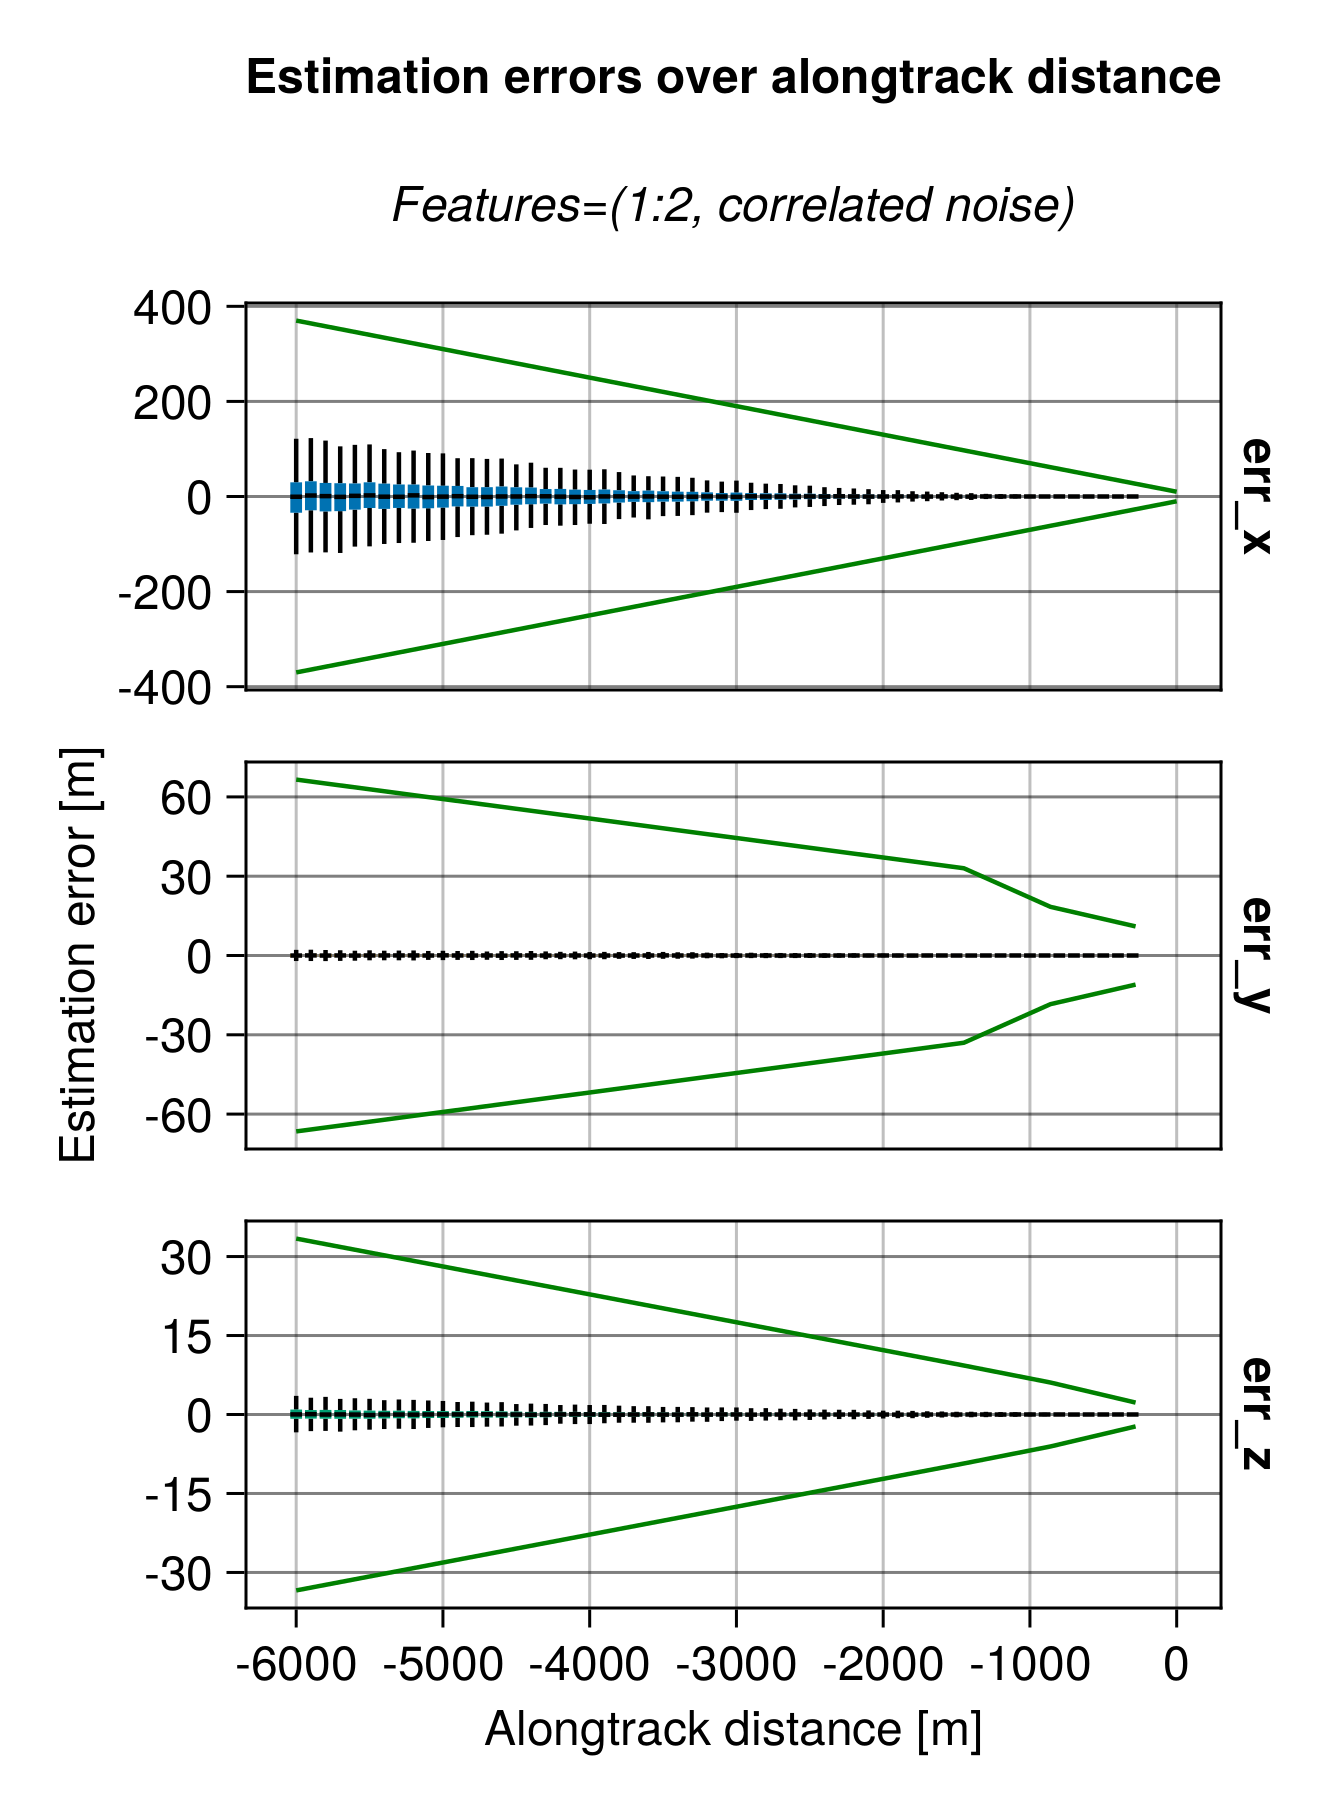 Estimation errors over alongtrack distance
Features=(1:2, correlated noise)
400
200
0
-200
-400
err_x
Estimation error [m]
60
30
0
-30
-60
err_y
30
15
0
-15
-30
err_z
-6000 -5000 -4000 -3000 -2000 -1000 0
Alongtrack distance [m]